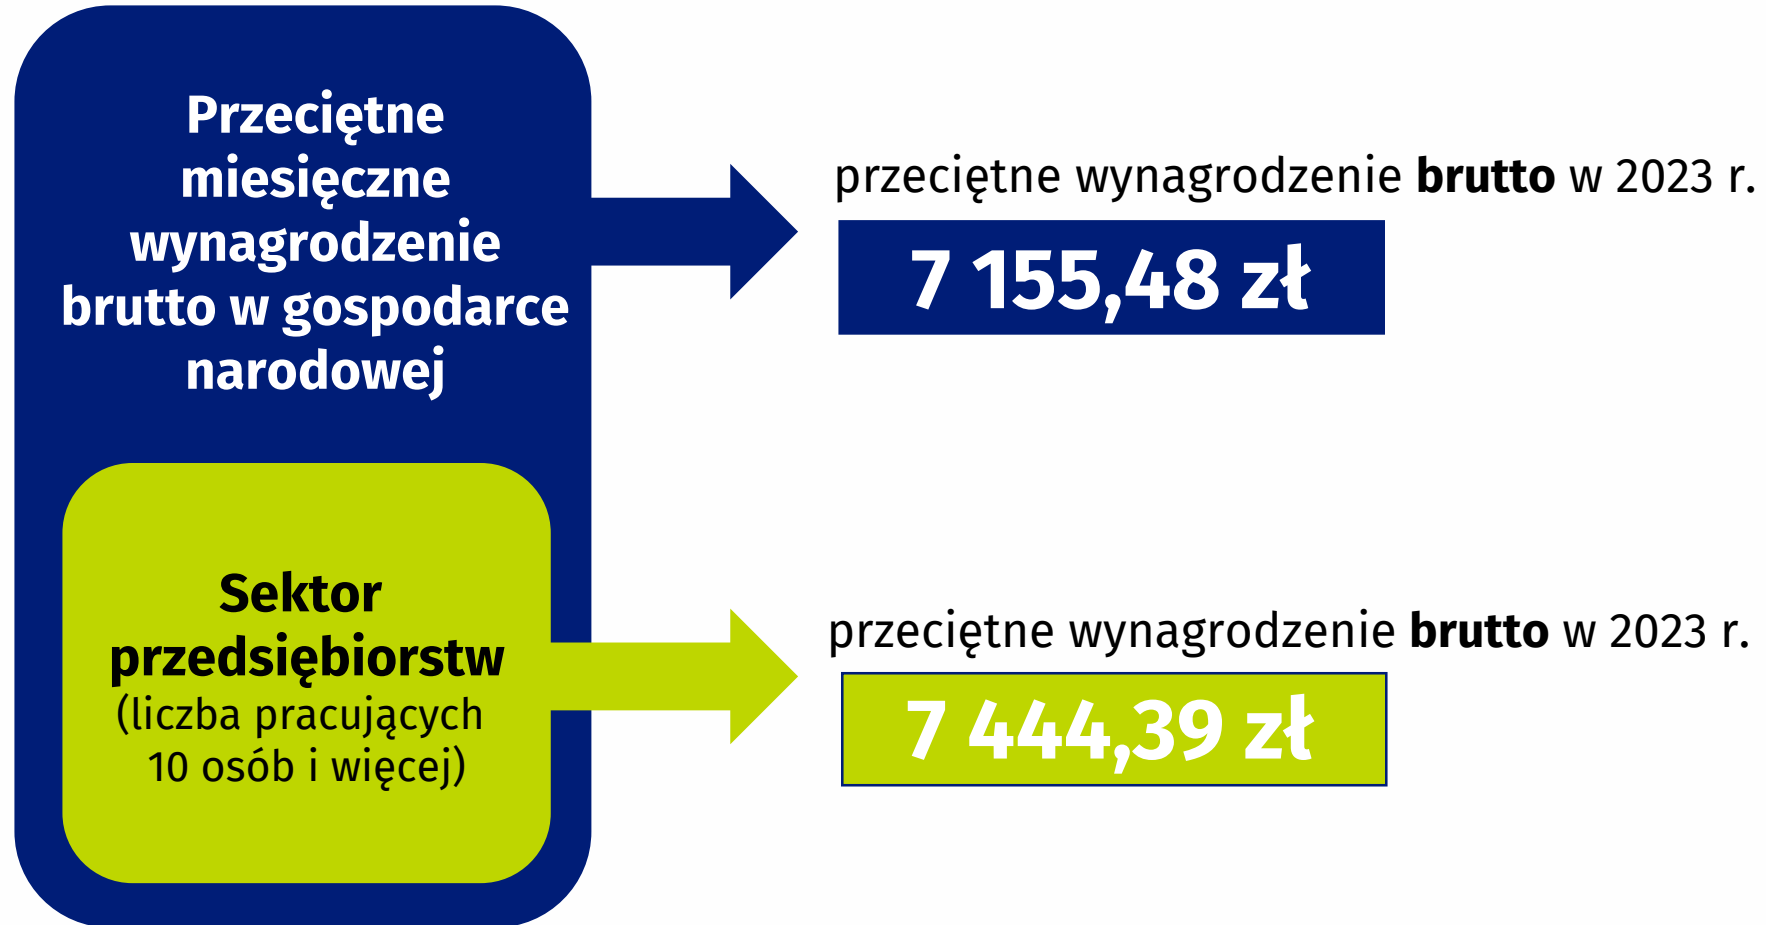 Przeciętne
miesięczne
wynagrodzenie
brutto w gospodarce
narodowej
przeciętne wynagrodzenie brutto w 2023 r.
7 155,48 zł
Sektor
przedsiębiorstw
(liczba pracujących
10 osób i więcej)
przeciętne wynagrodzenie brutto w 2023 r.
7 444,39 zł